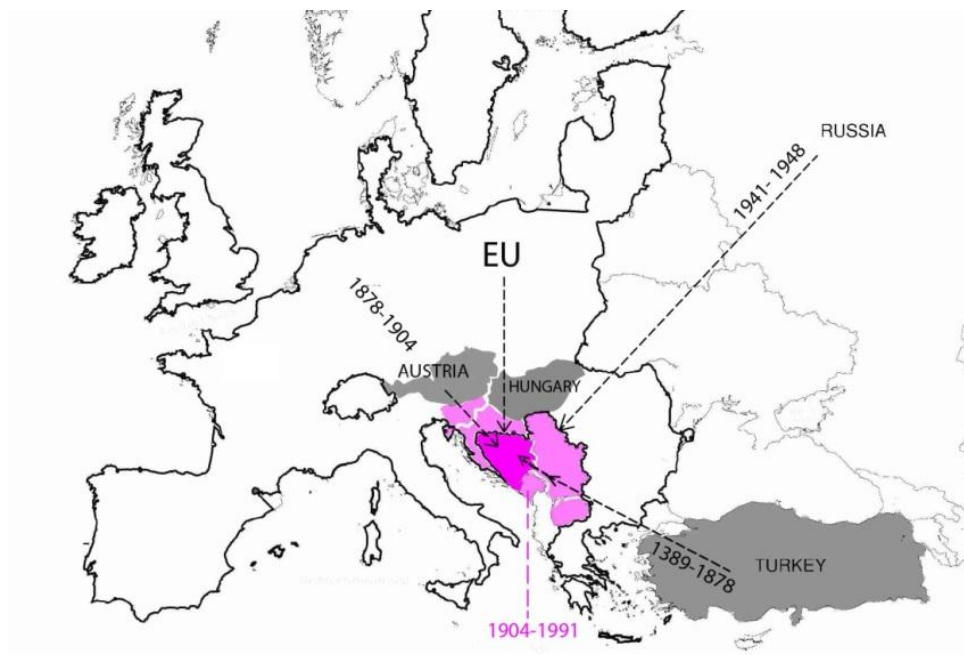 RUSSIA
1941- 1948
EU
1878-1904
AUSTRIA
HUNGARY
1389-1878
TURKEY
1904-1991